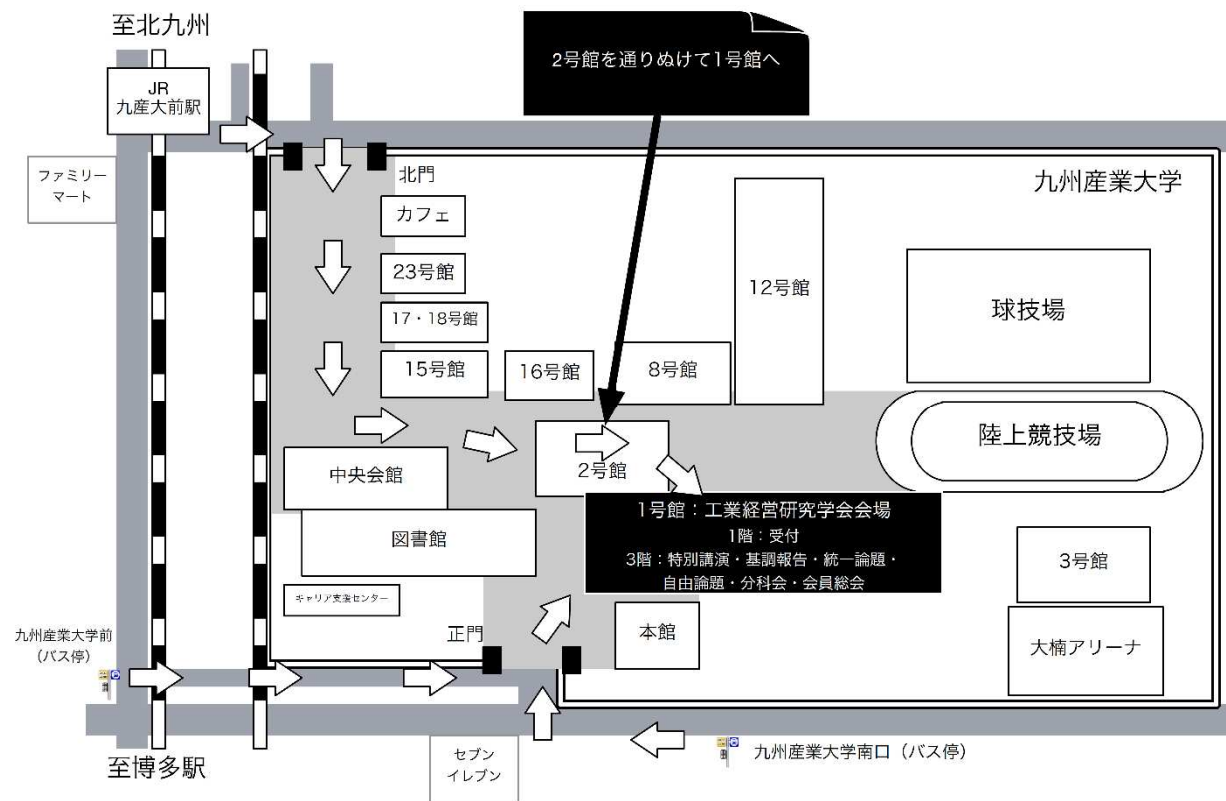 至北九州
JR
九産大前駅
2号館を通りぬけて1号館へ
ファミリー
マート
北門
九州産業大学
カフェ
23号館
17・18号館
15号館
16号館
8号館
12号館
球技場
陸上競技場
中央会館
2号館
図書館
1号館：工業経営研究学会会場
1階：受付
3階：特別講演・基調報告・統一論題・
自由論題・分科会・会員総会
キャリア支援センター
3号館
大楠アリーナ
本館
正門
九州産業大学前
（バス停）
至博多駅
セブン
イレブン
九州産業大学南口（バス停）